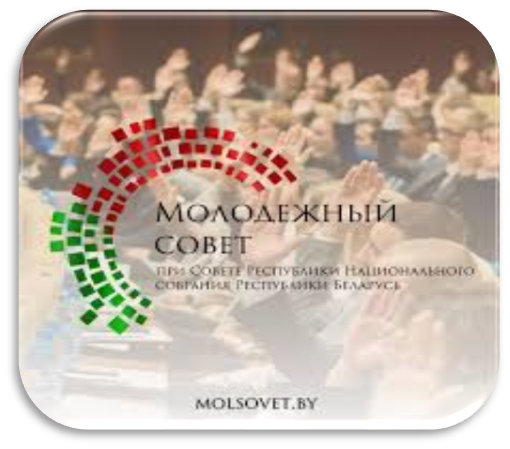 Молодежный
совет
при Совете Республики Национального
собрания Республики Беларусь
molsovet.by